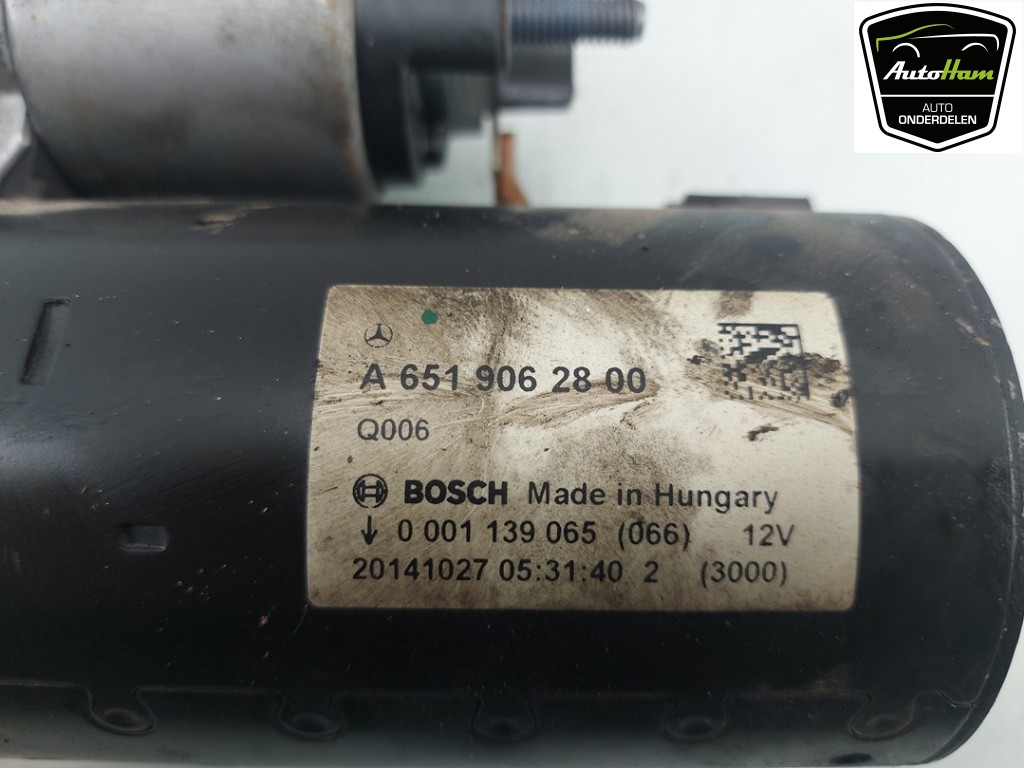 AutoHam
AUTO
ONDERDELEN
A 651 906 28 00
Q006
BOSCH Made in Hungary
↓ 0 001 139 065 (066) 12V
20141027 05:31:40 2 (3000)